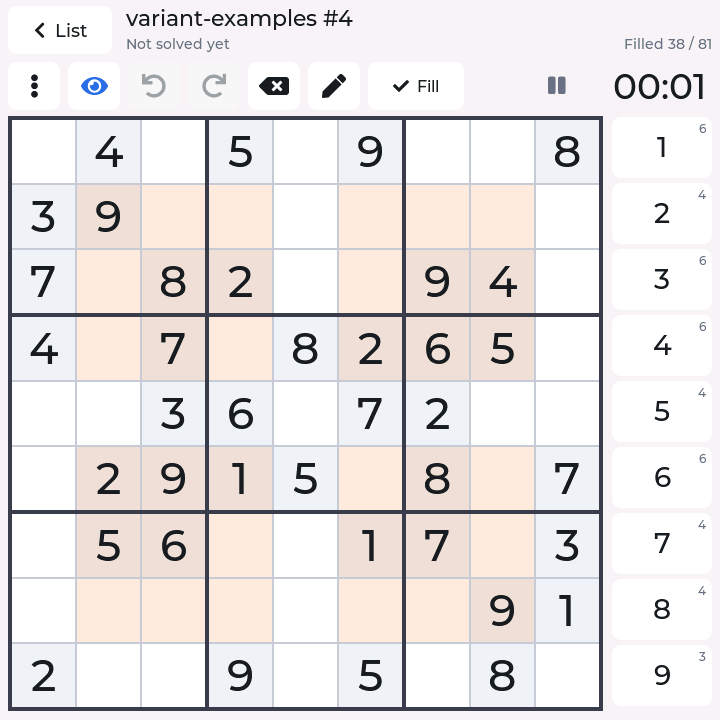 List
variant-examples #4
Not solved yet
Filled 38 / 81
Fill
00:01
4 5 9 8
3 9
7 8 2 9 4
4 7 8 2 6 5
3 6 7 2
2 9 1 5 8 7
5 6 1 7 3
9 1
2 9 5 8
1 6
2 4
3 6
4 6
5 4
6 6
7 4
8 4
9 3